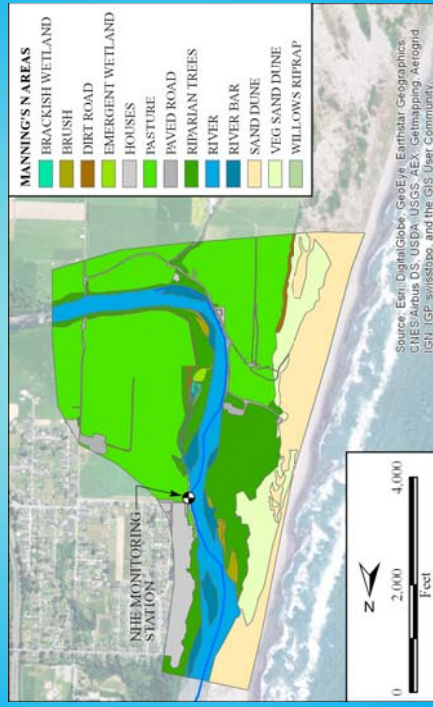 MANNING'S N AREAS
BRACKISH WETLAND
BRUSH
DIRT ROAD
EMERGENT WETLAND
HOUSES
PASTURE
PAVED ROAD
RIPARIAN TREES
RIVER
RIVER BAR
SAND DUNE
VEG SAND DUNE
WILLOWS RIPRAP
NHE MONITORING
STATION
N
0 2,000 4,000
Feet
Source: Esri, DigitalGlobe, GeoEye, Earthstar Geographics,
CNES/Airbus DS, USDA, USGS, AEX, Getmapping, Aerogrid,
IGN, IGP, swisstopo, and the GIS User Community